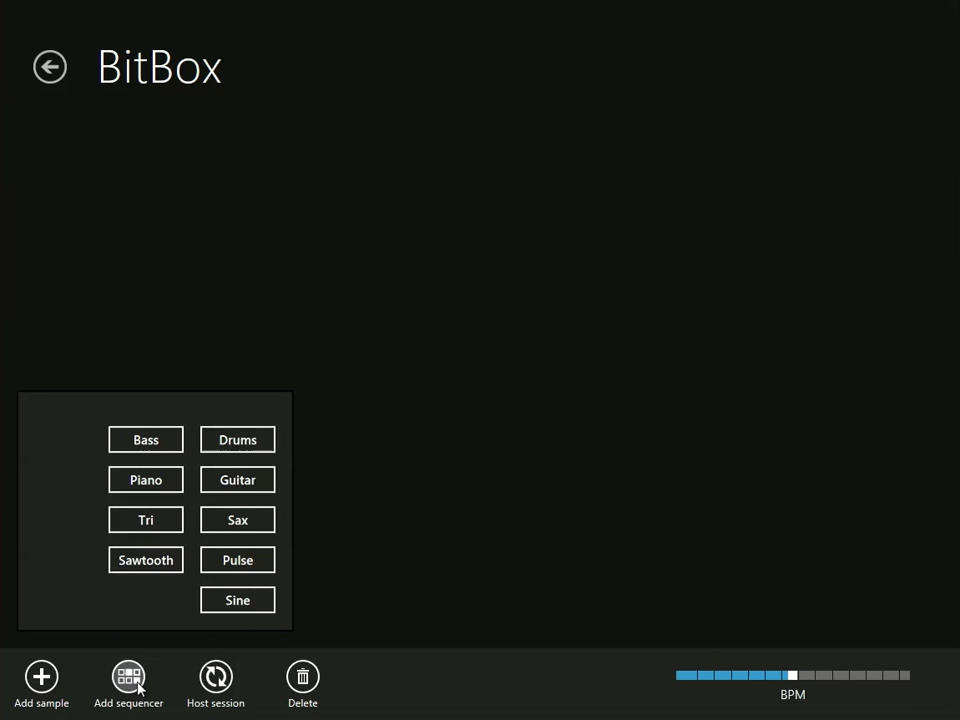 BitBox
Bass Drums
Piano Guitar
Tri Sax
Sawtooth Pulse
Sine
Add sample Add sequencer Host session Delete BPM